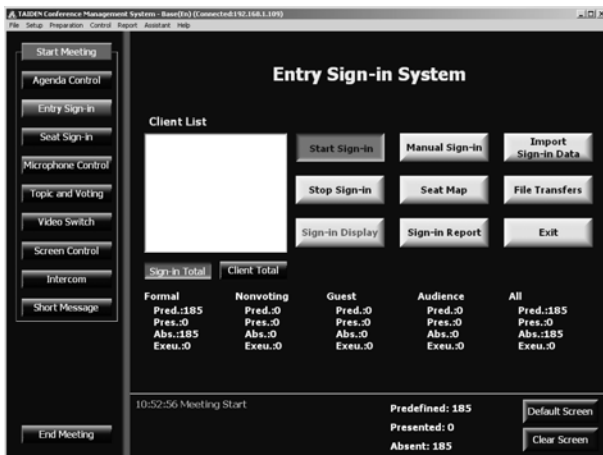 TAIDEN Conference Management System - Base(En) (Connected:192.168.1.109)
File Setup Preparation Control Report Assistant Help
Start Meeting
Agenda Control
Entry Sign-in
Seat Sign-in
Microphone Control
Topic and Voting
Video Switch
Screen Control
Intercom
Short Message
End Meeting
Entry Sign-in System
Client List
Start Sign-in
Manual Sign-in
Import
Sign-in Data
Stop Sign-in
Seat Map
File Transfers
Sign-in Display
Sign-in Report
Exit
Sign-in Total
Client Total
Formal Nonvoting Guest Audience All
Pred.:185 Pred.:0 Pred.:0 Pred.:0 Pred.:185
Pres.:0 Pres.:0 Pres.:0 Pres.:0 Pres.:0
Abs.:185 Abs.:0 Abs.:0 Abs.:0 Abs.:185
Exeu.:0 Exeu.:0 Exeu.:0 Exeu.:0 Exeu.:0
10:52:56 Meeting Start
Predefined: 185
Presented: 0
Absent: 185
Default Screen
Clear Screen